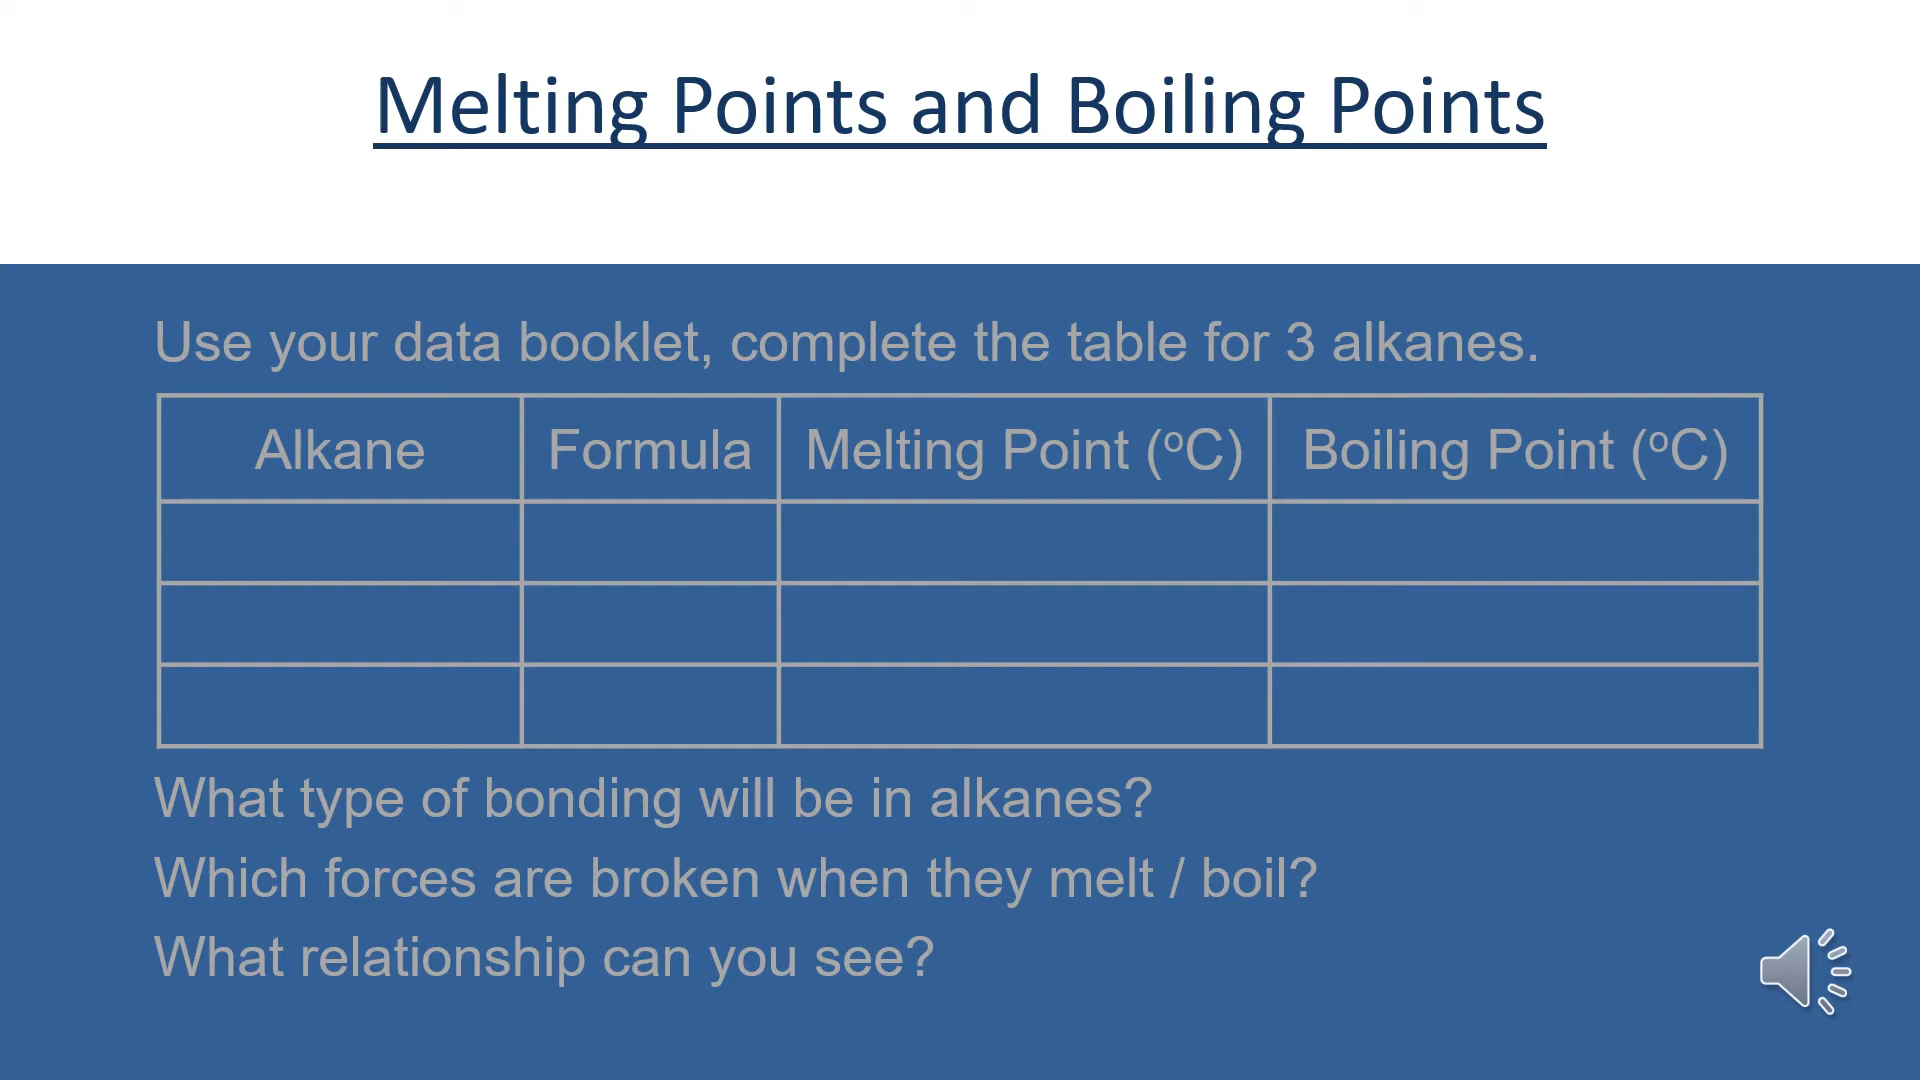 Melting Points and Boiling Points
Use your data booklet, complete the table for 3 alkanes.
Alkane Formula Melting Point (ºC) Boiling Point (ºC)
What type of bonding will be in alkanes?
Which forces are broken when they melt / boil?
What relationship can you see?